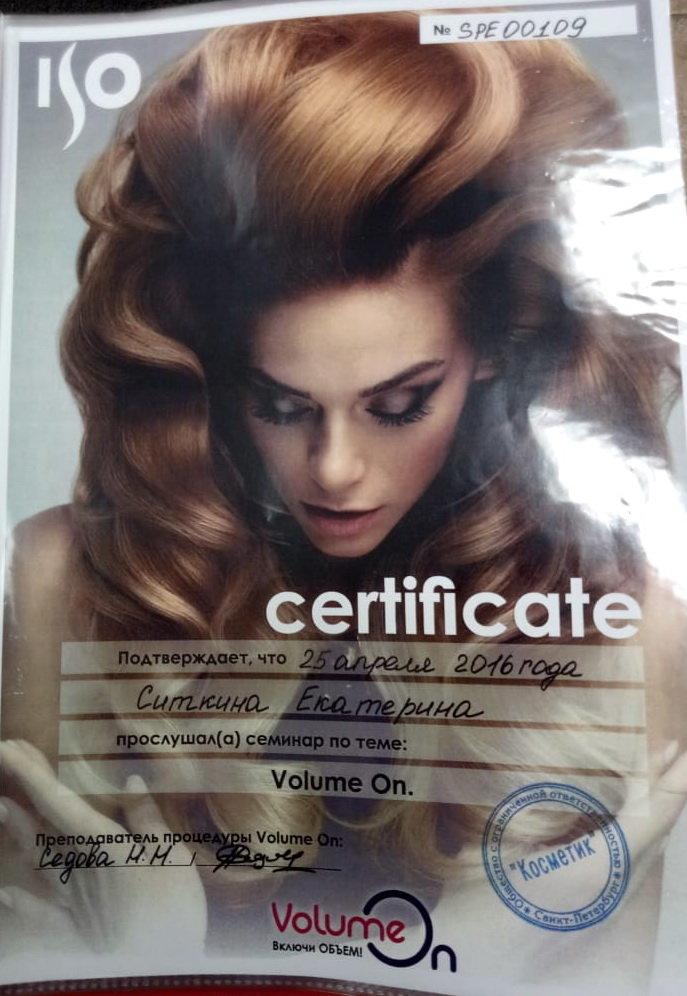 № SPE00109
ISO
certificate
Подтверждает, что 25 апреля 2016 года
Ситкина Екатерина
прослушал(а) семинар по теме:
Volume On.
Преподаватель процедуры Volume On:
Седова Н.М.,
Общество с ограниченной ответственностью
"Косметик"
Санкт-Петербург
Volume On
Включи ОБЪЕМ!